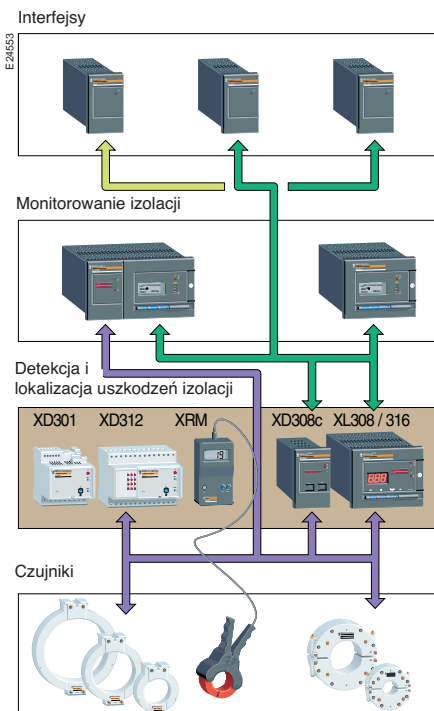 Interfejsy
E24553
Monitorowanie izolacji
Detekcja i
lokalizacja uszkodzeń izolacji
XD301 XD312 XRM XD308c XL308 / 316
19
Czujniki